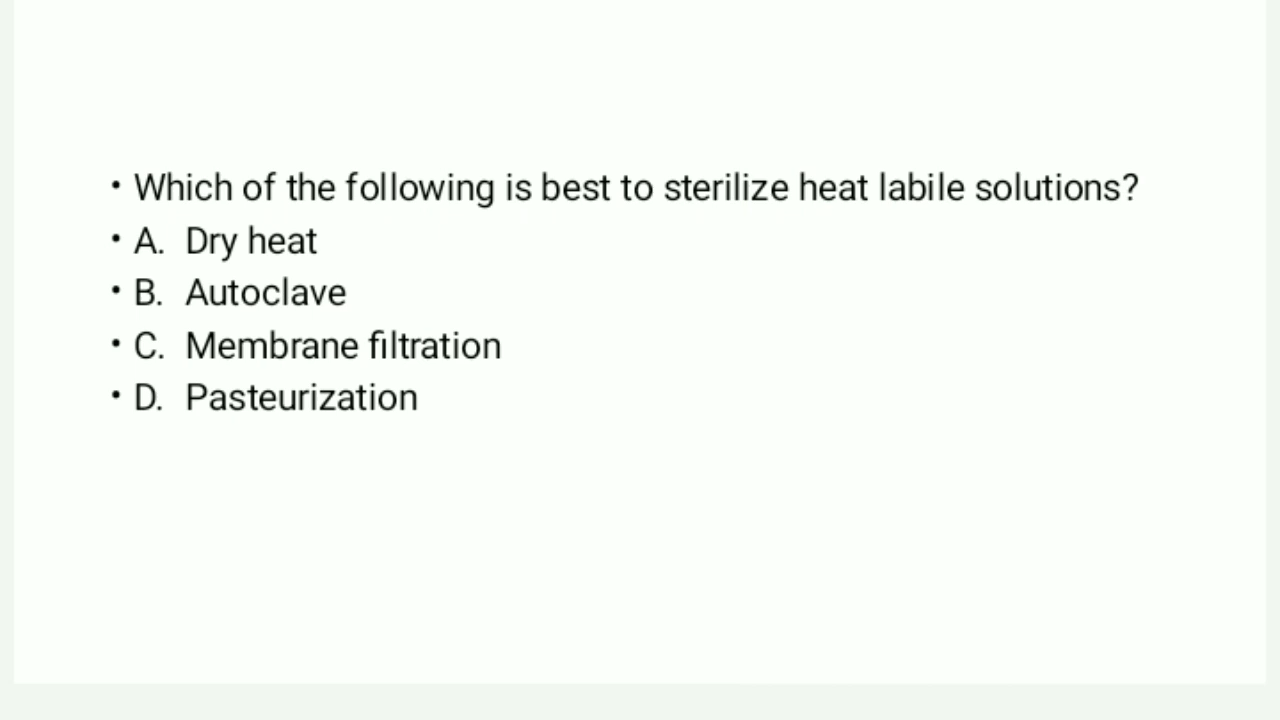 • Which of the following is best to sterilize heat labile solutions?
• A. Dry heat
• B. Autoclave
• C. Membrane filtration
• D. Pasteurization